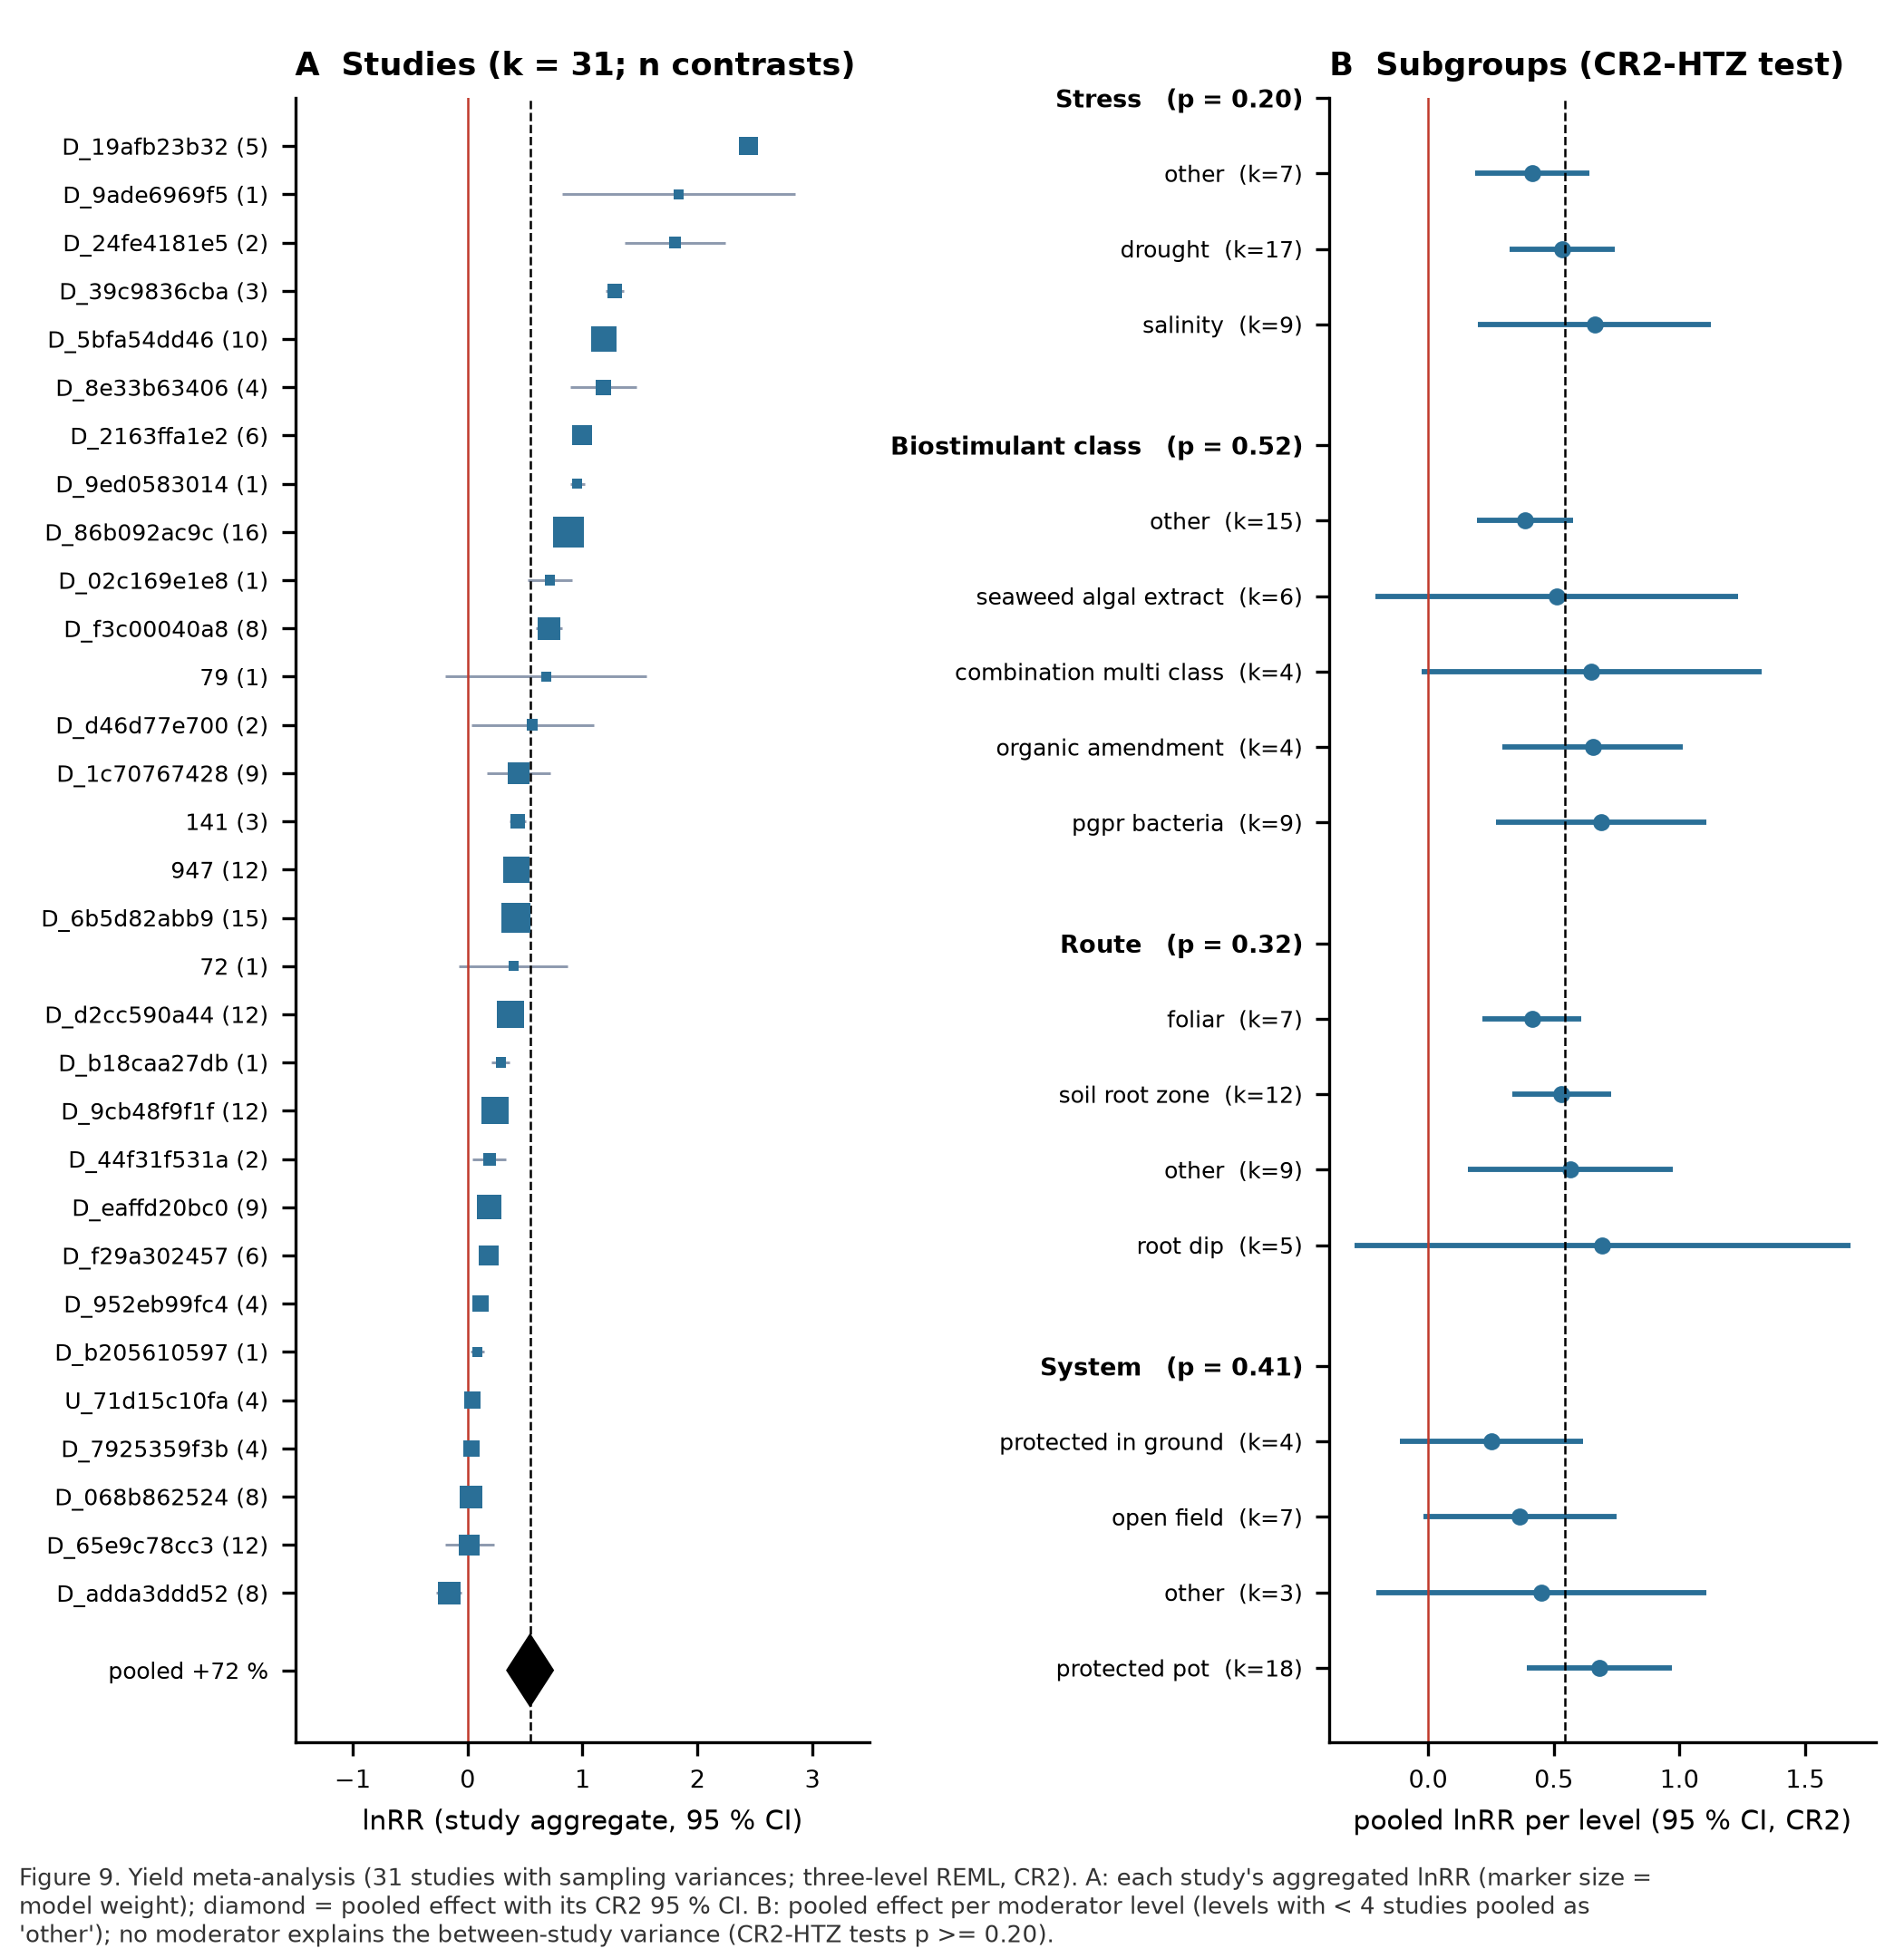 A  Studies (k = 31; n contrasts)
D_19afb23b32 (5)
D_9ade6969f5 (1)
D_24fe4181e5 (2)
D_39c9836cba (3)
D_5bfa54dd46 (10)
D_8e33b63406 (4)
D_2163ffa1e2 (6)
D_9ed0583014 (1)
D_86b092ac9c (16)
D_02c169e1e8 (1)
D_f3c00040a8 (8)
79 (1)
D_d46d77e700 (2)
D_1c70767428 (9)
141 (3)
947 (12)
D_6b5d82abb9 (15)
72 (1)
D_d2cc590a44 (12)
D_b18caa27db (1)
D_9cb48f9f1f (12)
D_44f31f531a (2)
D_eaffd20bc0 (9)
D_f29a302457 (6)
D_952eb99fc4 (4)
D_b205610597 (1)
U_71d15c10fa (4)
D_7925359f3b (4)
D_068b862524 (8)
D_65e9c78cc3 (12)
D_adda3ddd52 (8)
pooled +72 %
−1 0 1 2 3
lnRR (study aggregate, 95 % CI)
B  Subgroups (CR2-HTZ test)
Stress   (p = 0.20)
other  (k=7)
drought  (k=17)
salinity  (k=9)
Biostimulant class   (p = 0.52)
other  (k=15)
seaweed algal extract  (k=6)
combination multi class  (k=4)
organic amendment  (k=4)
pgpr bacteria  (k=9)
Route   (p = 0.32)
foliar  (k=7)
soil root zone  (k=12)
other  (k=9)
root dip  (k=5)
System   (p = 0.41)
protected in ground  (k=4)
open field  (k=7)
other  (k=3)
protected pot  (k=18)
0.0 0.5 1.0 1.5
pooled lnRR per level (95 % CI, CR2)
Figure 9. Yield meta-analysis (31 studies with sampling variances; three-level REML, CR2). A: each study's aggregated lnRR (marker size =
model weight); diamond = pooled effect with its CR2 95 % CI. B: pooled effect per moderator level (levels with < 4 studies pooled as
'other'); no moderator explains the between-study variance (CR2-HTZ tests p >= 0.20).